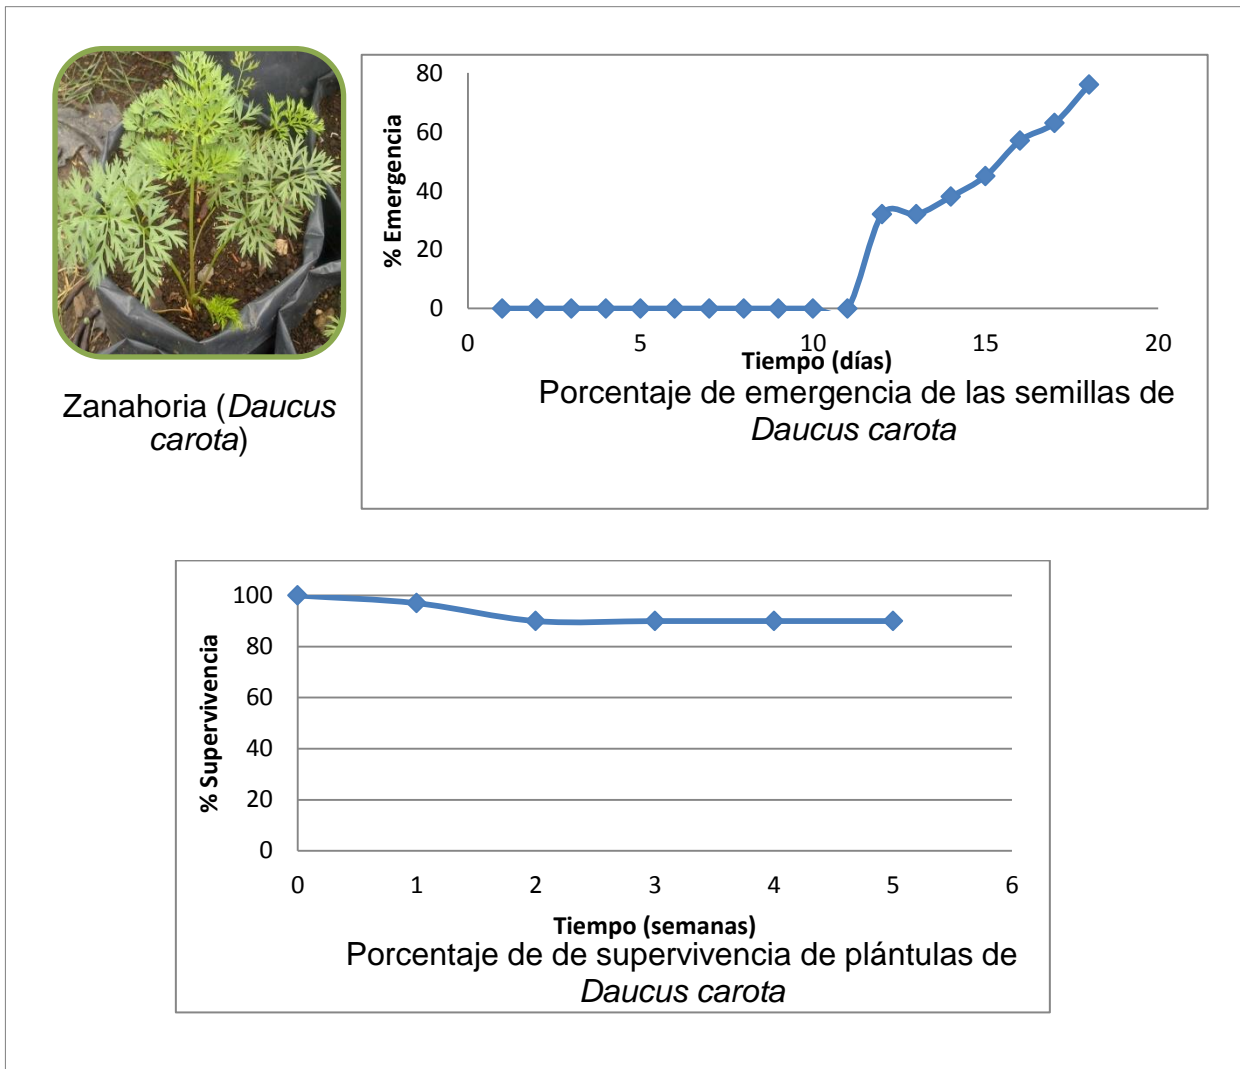 Zanahoria (Daucus
carota)
80
60
40
20
0
% Emergencia
0 5 10 15 20
Tiempo (días)
Porcentaje de emergencia de las semillas de
Daucus carota
100
80
60
40
20
0
% Supervivencia
0 1 2 3 4 5 6
Tiempo (semanas)
Porcentaje de de supervivencia de plántulas de
Daucus carota